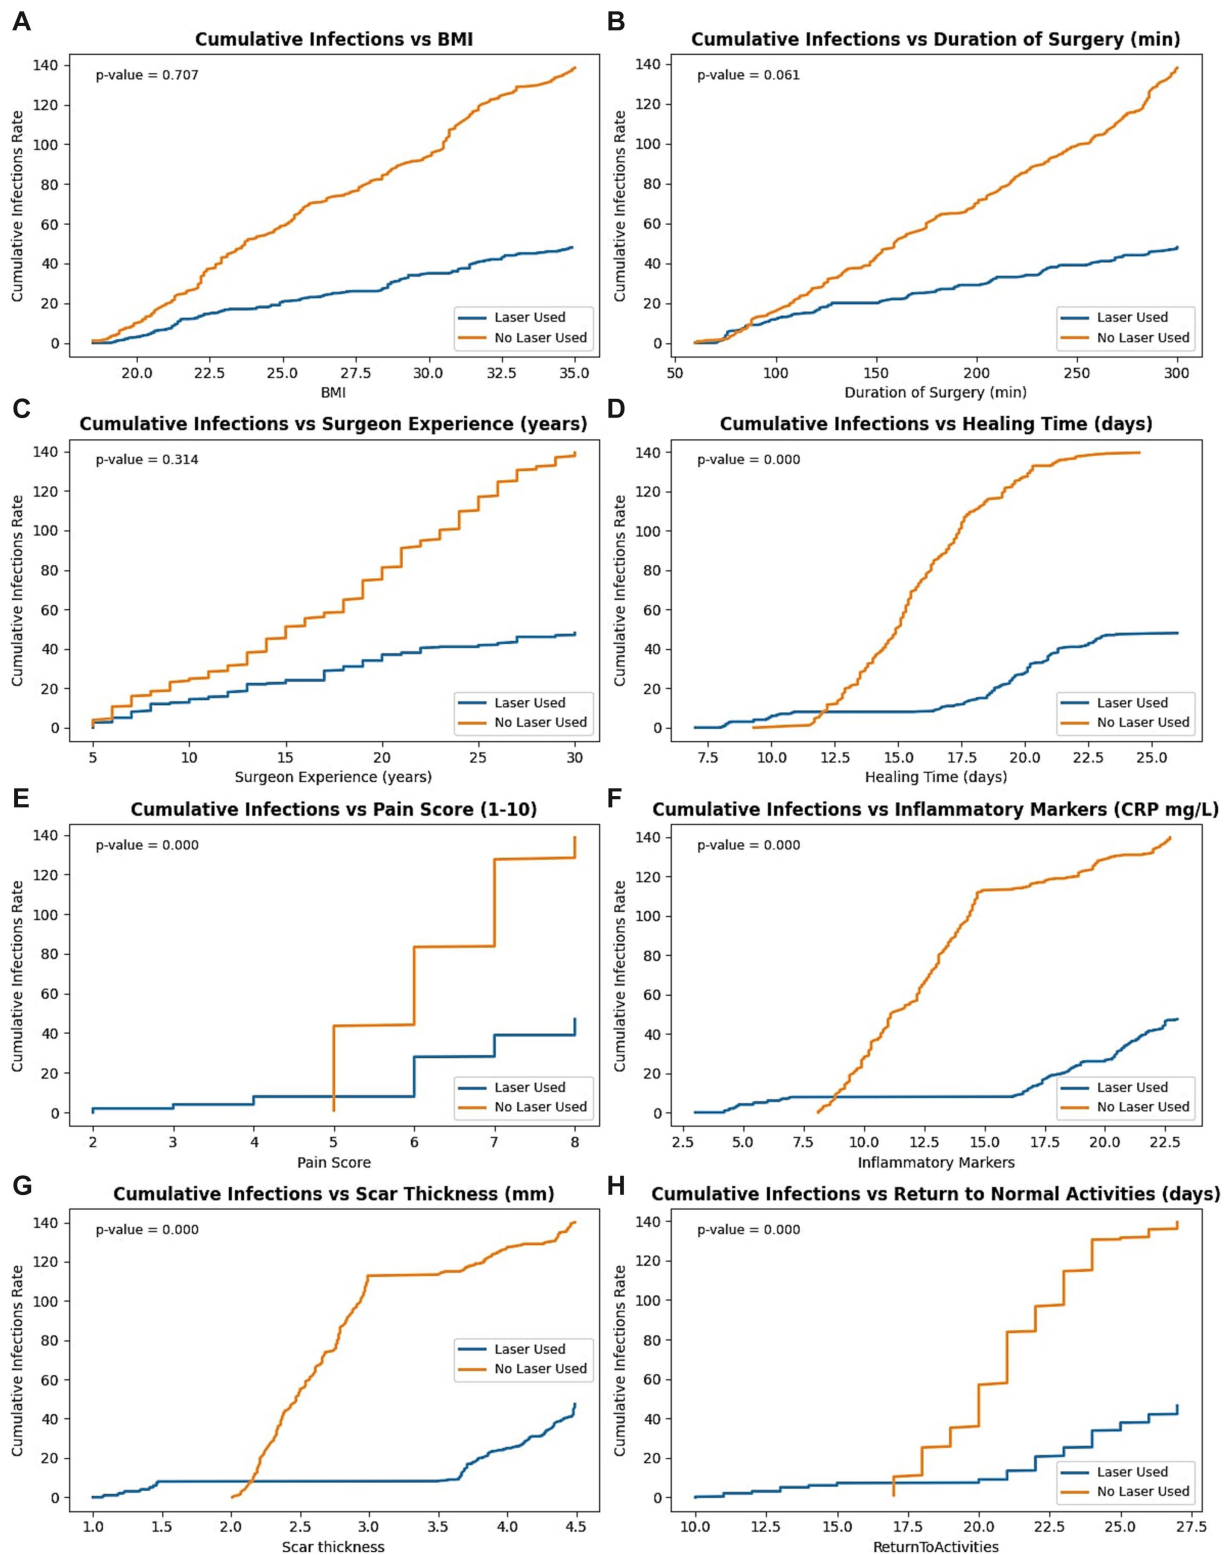 A
Cumulative Infections vs BMI
p-value = 0.707
Cumulative Infections Rate
0
20
40
60
80
100
120
140
20.0 22.5 25.0 27.5 30.0 32.5 35.0
BMI
Laser Used
No Laser Used
B
Cumulative Infections vs Duration of Surgery (min)
p-value = 0.061
Cumulative Infections Rate
0
20
40
60
80
100
120
140
50 100 150 200 250 300
Duration of Surgery (min)
Laser Used
No Laser Used
C
Cumulative Infections vs Surgeon Experience (years)
p-value = 0.314
Cumulative Infections Rate
0
20
40
60
80
100
120
140
5 10 15 20 25 30
Surgeon Experience (years)
Laser Used
No Laser Used
D
Cumulative Infections vs Healing Time (days)
p-value = 0.000
Cumulative Infections Rate
0
20
40
60
80
100
120
140
7.5 10.0 12.5 15.0 17.5 20.0 22.5 25.0
Healing Time (days)
Laser Used
No Laser Used
E
Cumulative Infections vs Pain Score (1-10)
p-value = 0.000
Cumulative Infections Rate
0
20
40
60
80
100
120
140
2 3 4 5 6 7 8
Pain Score
Laser Used
No Laser Used
F
Cumulative Infections vs Inflammatory Markers (CRP mg/L)
p-value = 0.000
Cumulative Infections Rate
0
20
40
60
80
100
120
140
2.5 5.0 7.5 10.0 12.5 15.0 17.5 20.0 22.5
Inflammatory Markers
Laser Used
No Laser Used
G
Cumulative Infections vs Scar Thickness (mm)
p-value = 0.000
Cumulative Infections Rate
0
20
40
60
80
100
120
140
1.0 1.5 2.0 2.5 3.0 3.5 4.0 4.5
Scar thickness
Laser Used
No Laser Used
H
Cumulative Infections vs Return to Normal Activities (days)
p-value = 0.000
Cumulative Infections Rate
0
20
40
60
80
100
120
140
10.0 12.5 15.0 17.5 20.0 22.5 25.0 27.5
ReturnToActivities
Laser Used
No Laser Used